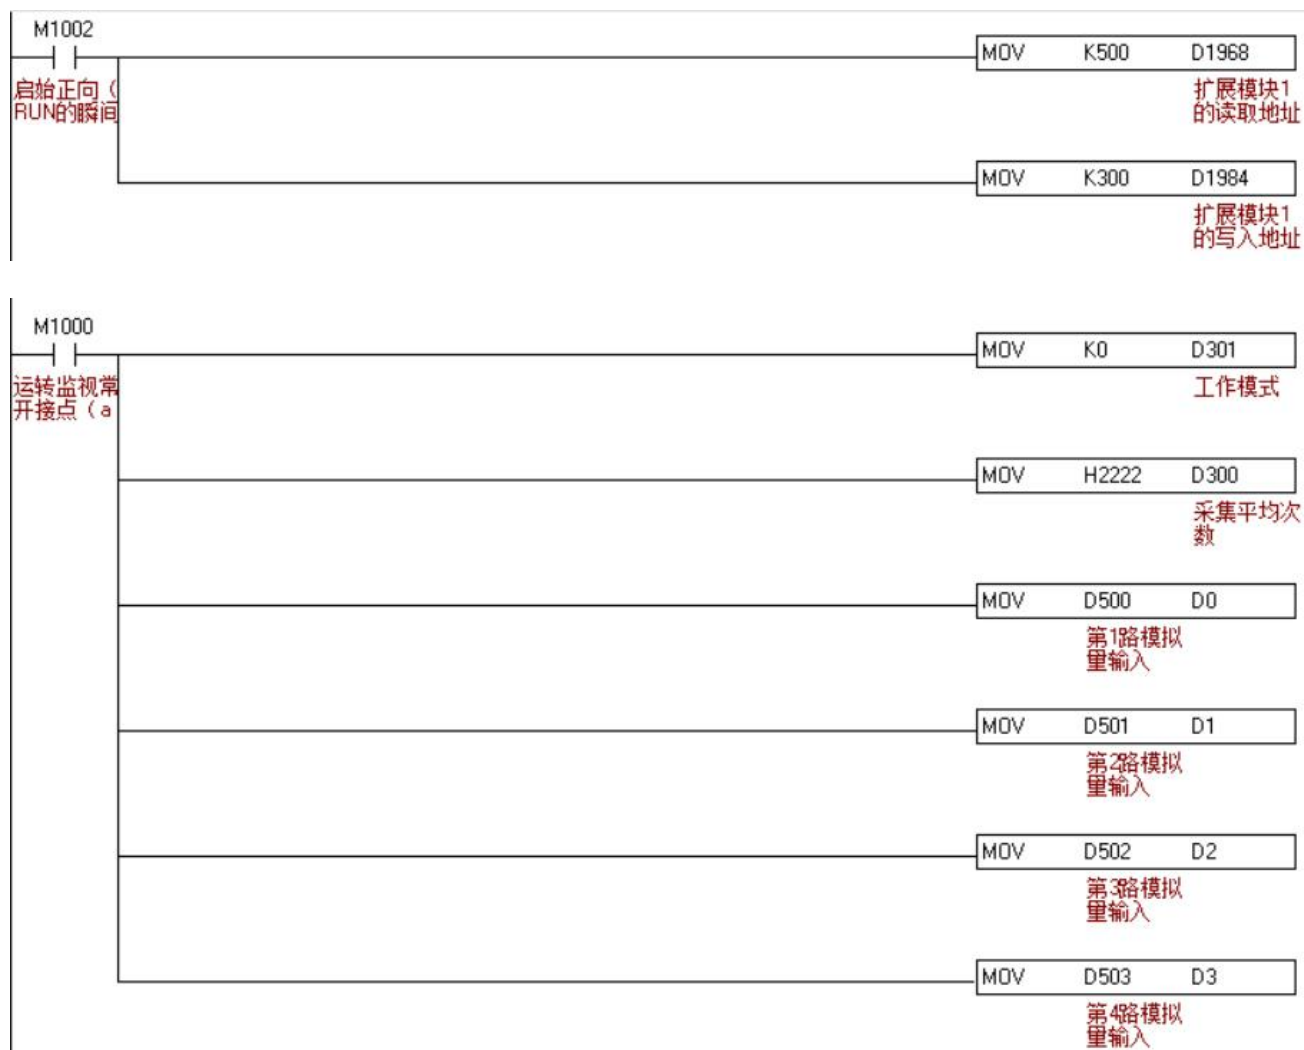 M1002
MOV K500 D1968
启始正向（
RUN的瞬间
扩展模块1
的读取地址
MOV K300 D1984
扩展模块1
的写入地址
M1000
MOV K0 D301
运转监视常
开接点（a
工作模式
MOV H2222 D300
采集平均次
数
MOV D500 D0
第1路模拟
量输入
MOV D501 D1
第2路模拟
量输入
MOV D502 D2
第3路模拟
量输入
MOV D503 D3
第4路模拟
量输入